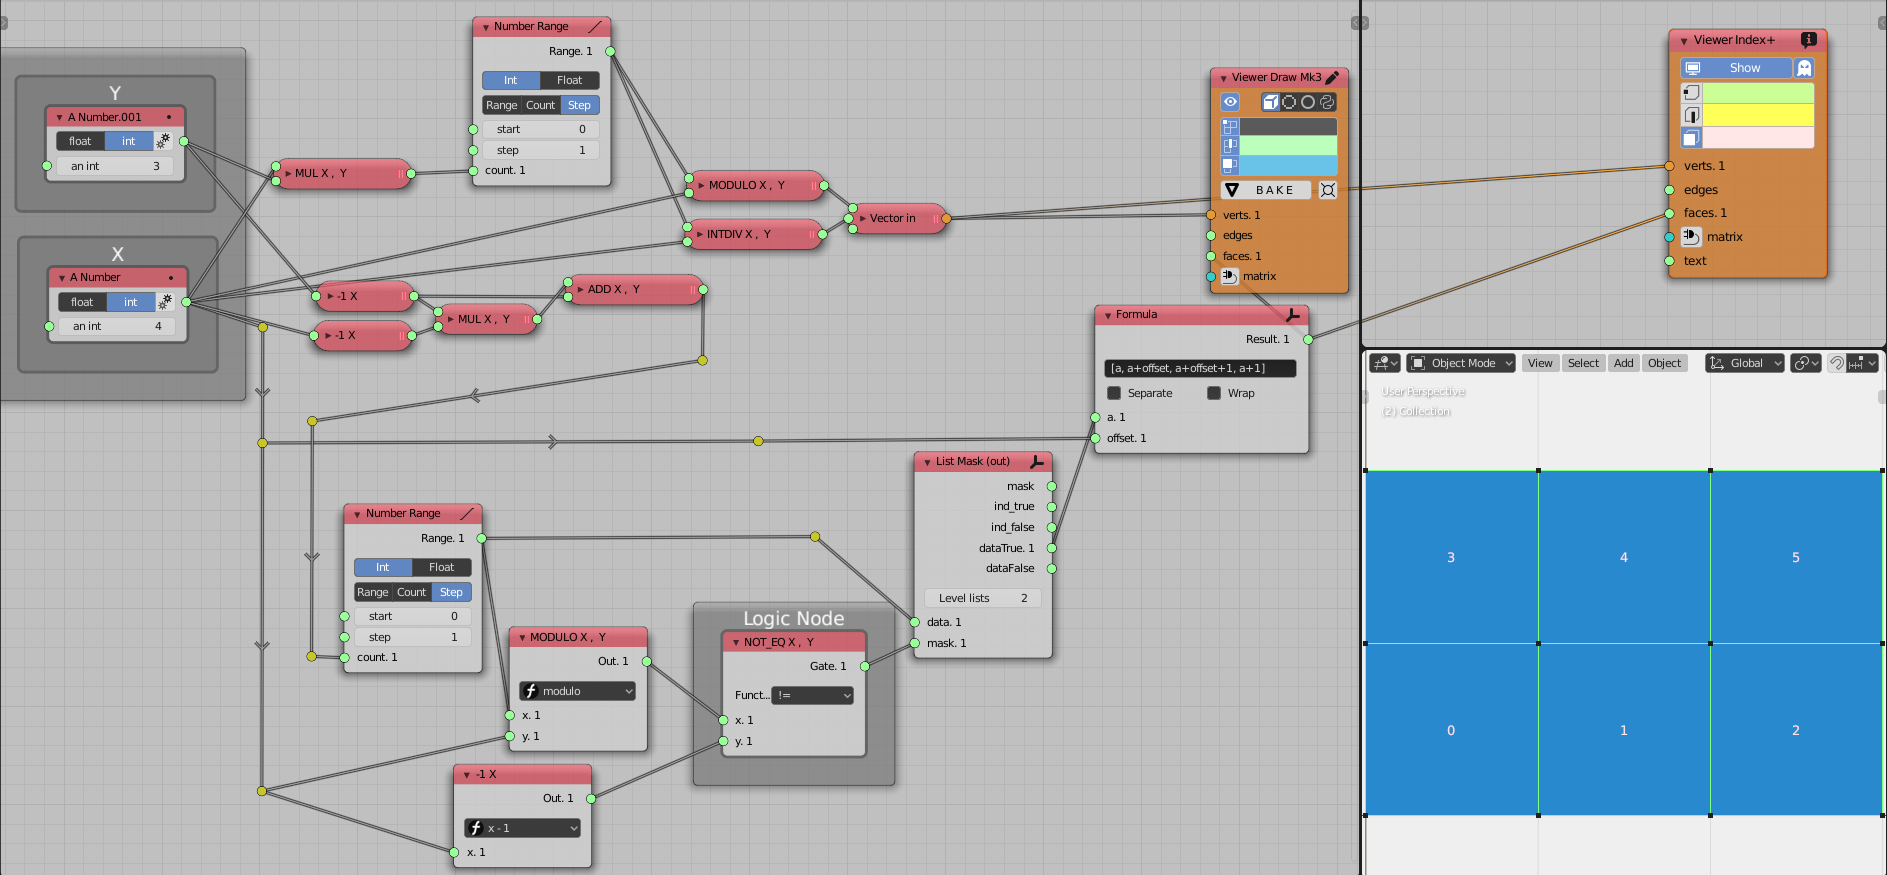 Y
A Number.001
float int
an int 3
X
A Number
float int
an int 4
MUL X , Y
Number Range
Range. 1
Int Float
Range Count Step
start 0
step 1
count. 1
MODULO X , Y
INTDIV X , Y
Vector in
-1 X
-1 X
MUL X , Y
ADD X , Y
Viewer Draw Mk3
BAKE
verts. 1
edges
faces. 1
matrix
Viewer Index+
Show
verts. 1
edges
faces. 1
matrix
text
Formula
Result. 1
[a, a+offset, a+offset+1, a+1]
Separate Wrap
a. 1
offset. 1
List Mask (out)
mask
ind_true
ind_false
dataTrue. 1
dataFalse
Level lists 2
data. 1
mask. 1
Number Range
Range. 1
Int Float
Range Count Step
start 0
step 1
count. 1
MODULO X , Y
Out. 1
modulo
x. 1
y. 1
Logic Node
NOT_EQ X , Y
Gate. 1
Funct... !=
x. 1
y. 1
-1 X
Out. 1
x - 1
x. 1
Object Mode View Select Add Object Global
User Perspective
(2) Collection
3 4 5
0 1 2